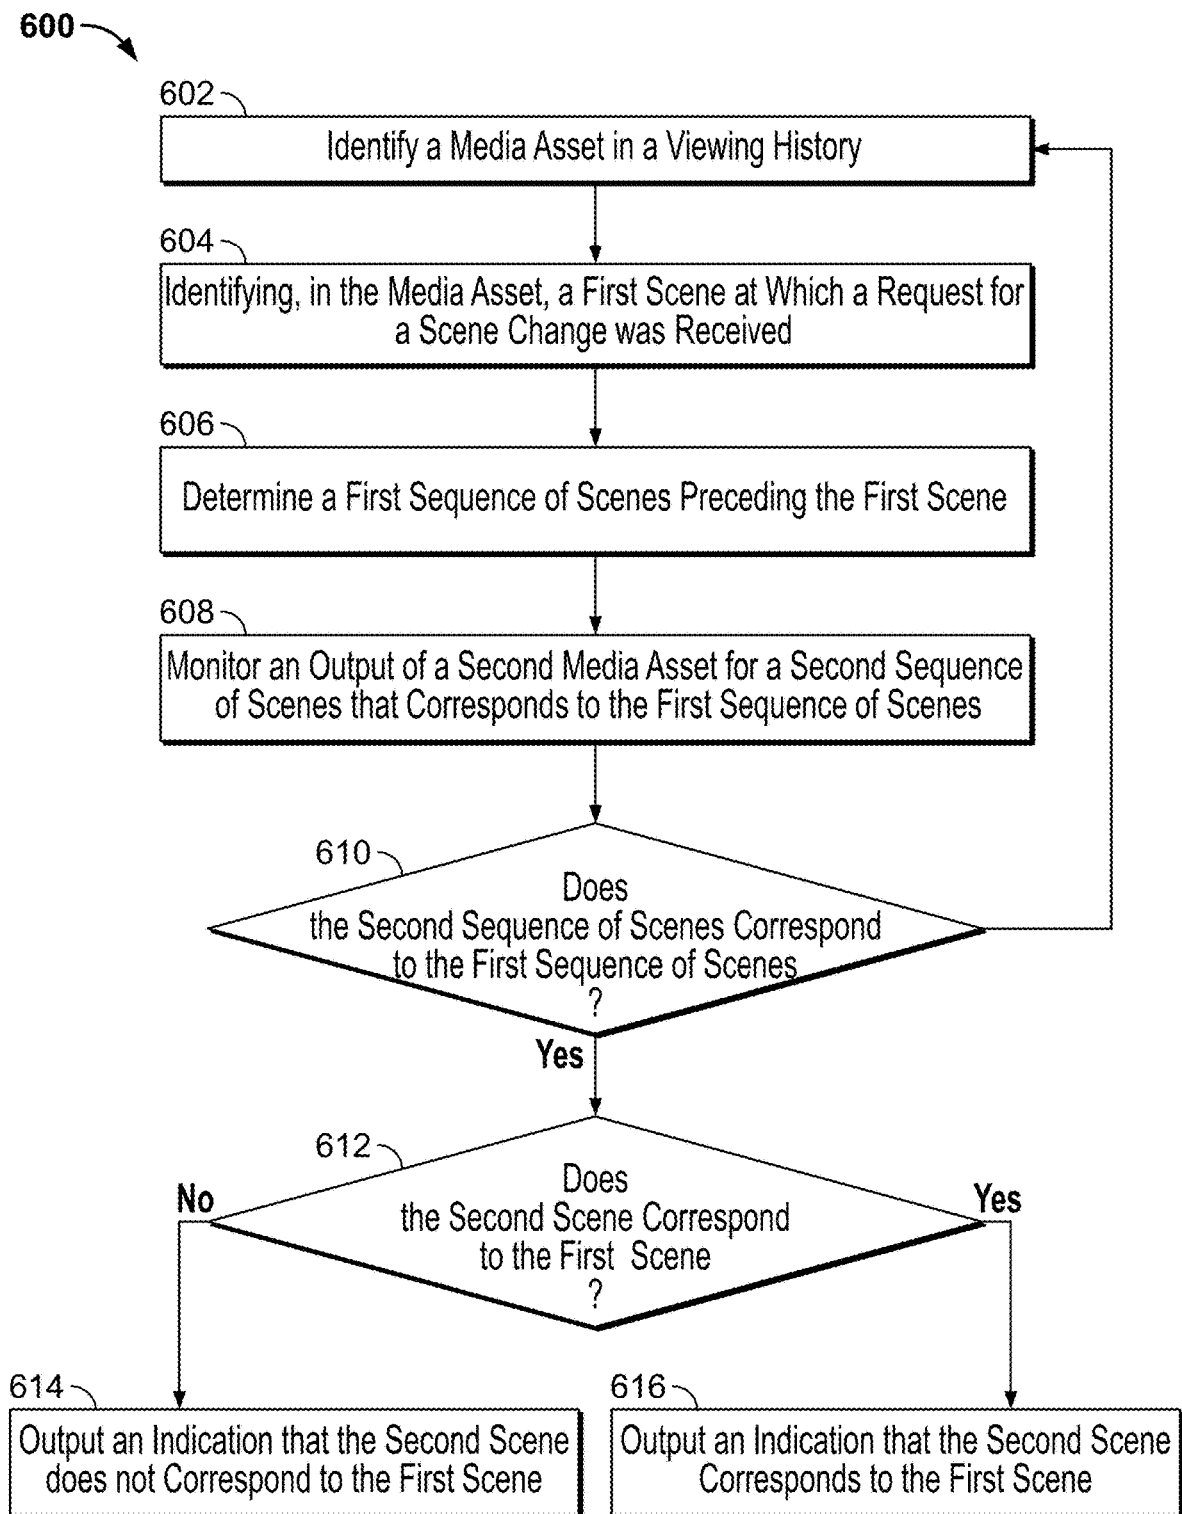 600
602
Identify a Media Asset in a Viewing History
604
Identifying, in the Media Asset, a First Scene at Which a Request for
a Scene Change was Received
606
Determine a First Sequence of Scenes Preceding the First Scene
608
Monitor an Output of a Second Media Asset for a Second Sequence
of Scenes that Corresponds to the First Sequence of Scenes
610
Does
the Second Sequence of Scenes Correspond
to the First Sequence of Scenes
?
Yes
612
Does
the Second Scene Correspond
to the First Scene
?
No
Yes
614
Output an Indication that the Second Scene
does not Correspond to the First Scene
616
Output an Indication that the Second Scene
Corresponds to the First Scene